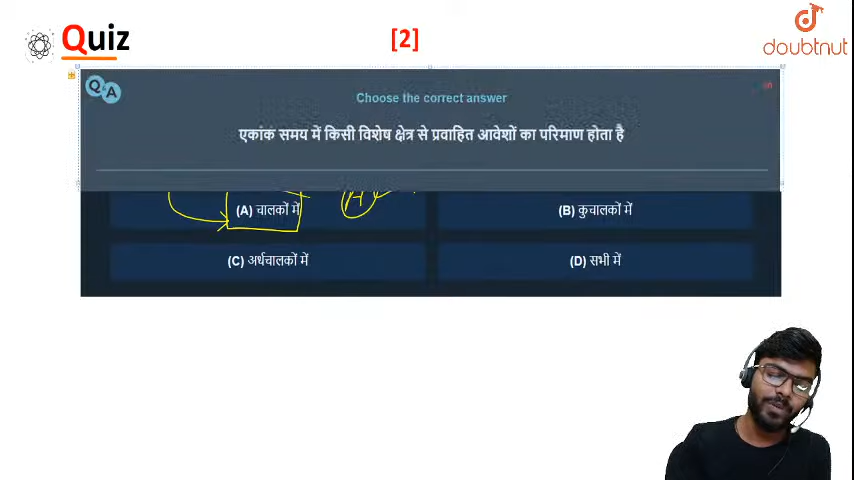 Quiz
[2]
doubtnut
Q&A
Choose the correct answer
एकांक समय में किसी विशेष क्षेत्र से प्रवाहित आवेशों का परिमाण होता है
(A) चालकों में
(B) कुचालकों में
(C) अर्धचालकों में
(D) सभी में